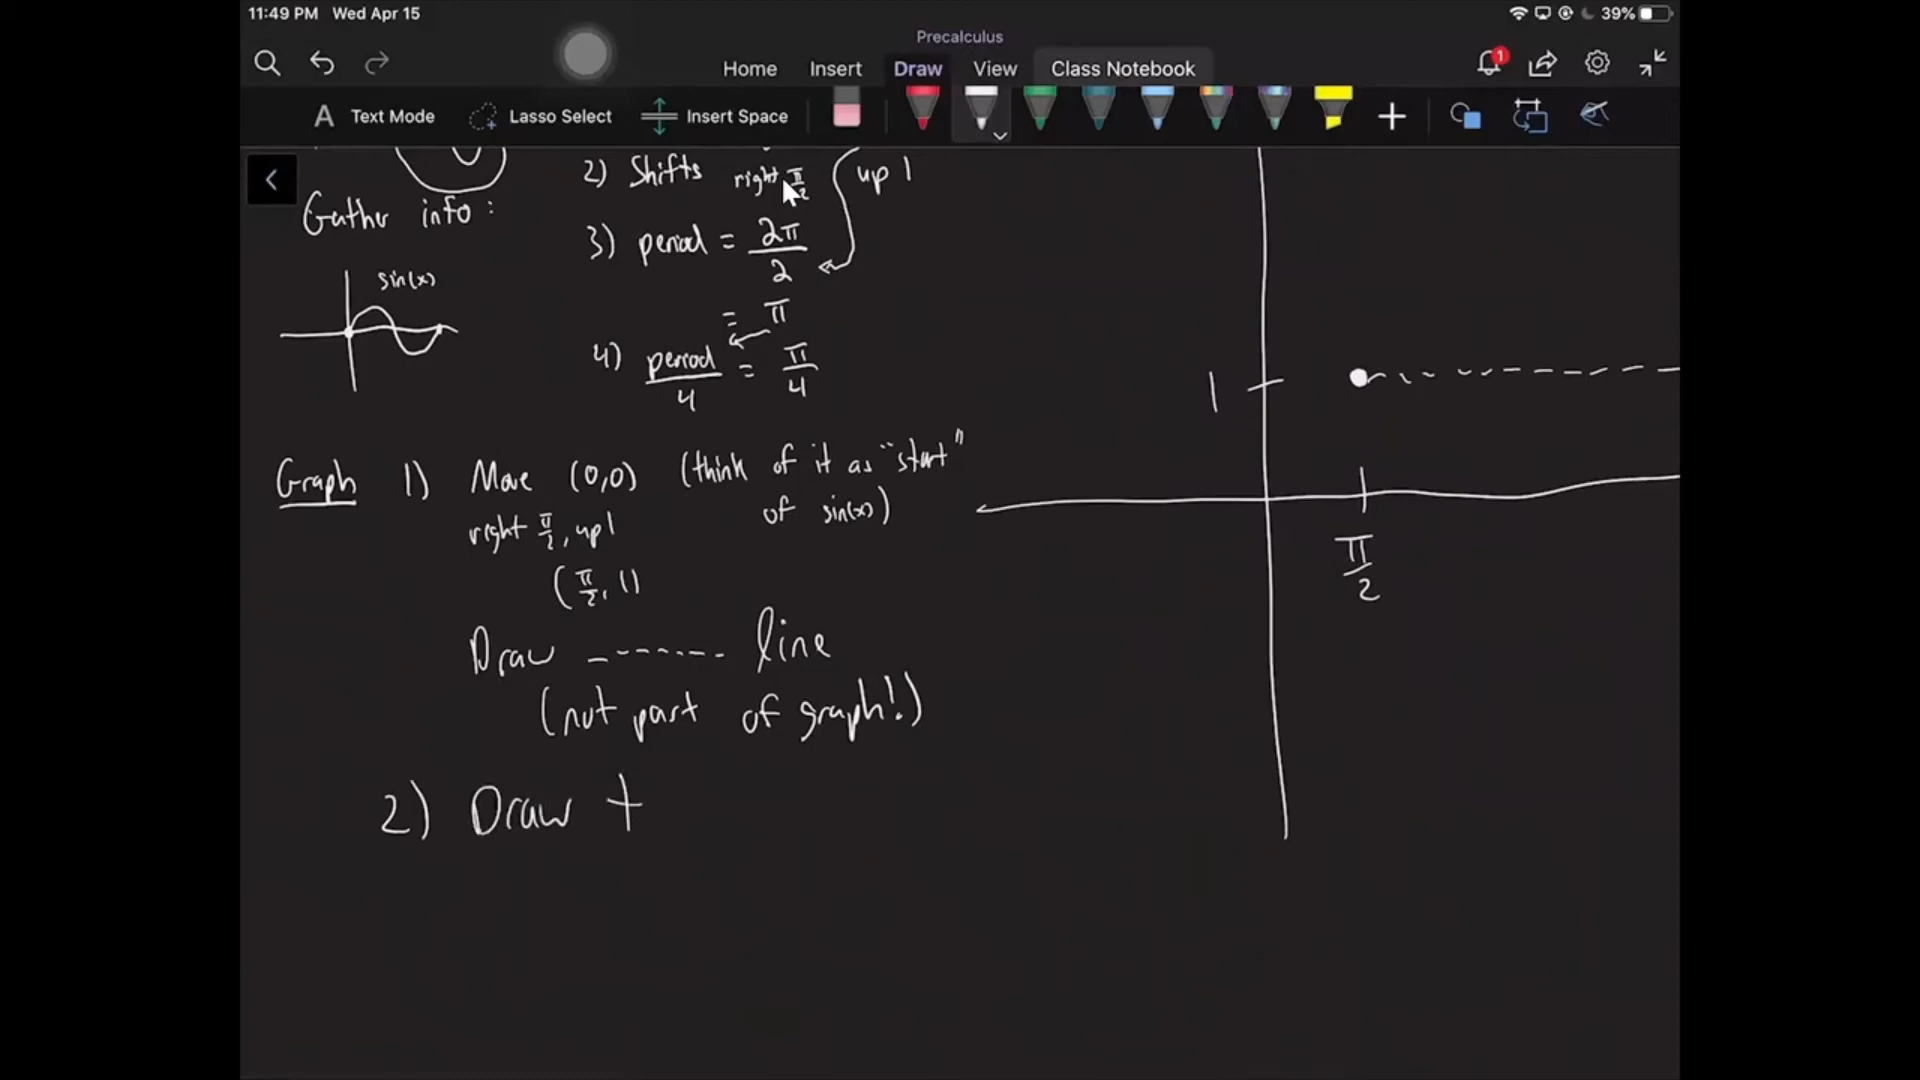 11:49 PM Wed Apr 15
39%
Precalculus
Home Insert Draw View Class Notebook
1
A Text Mode Lasso Select Insert Space
2) Shifts right π/2 up 1
Gather info:
3) period = 2π/2
sin(x)
= π
4) period/4 = π/4
1
Graph 1) Move (0,0) (think of it as "start"
right π/2, up 1 of sin(x))
(π/2, 1)
π/2
Draw ------- line
(not part of graph!)
2) Draw t